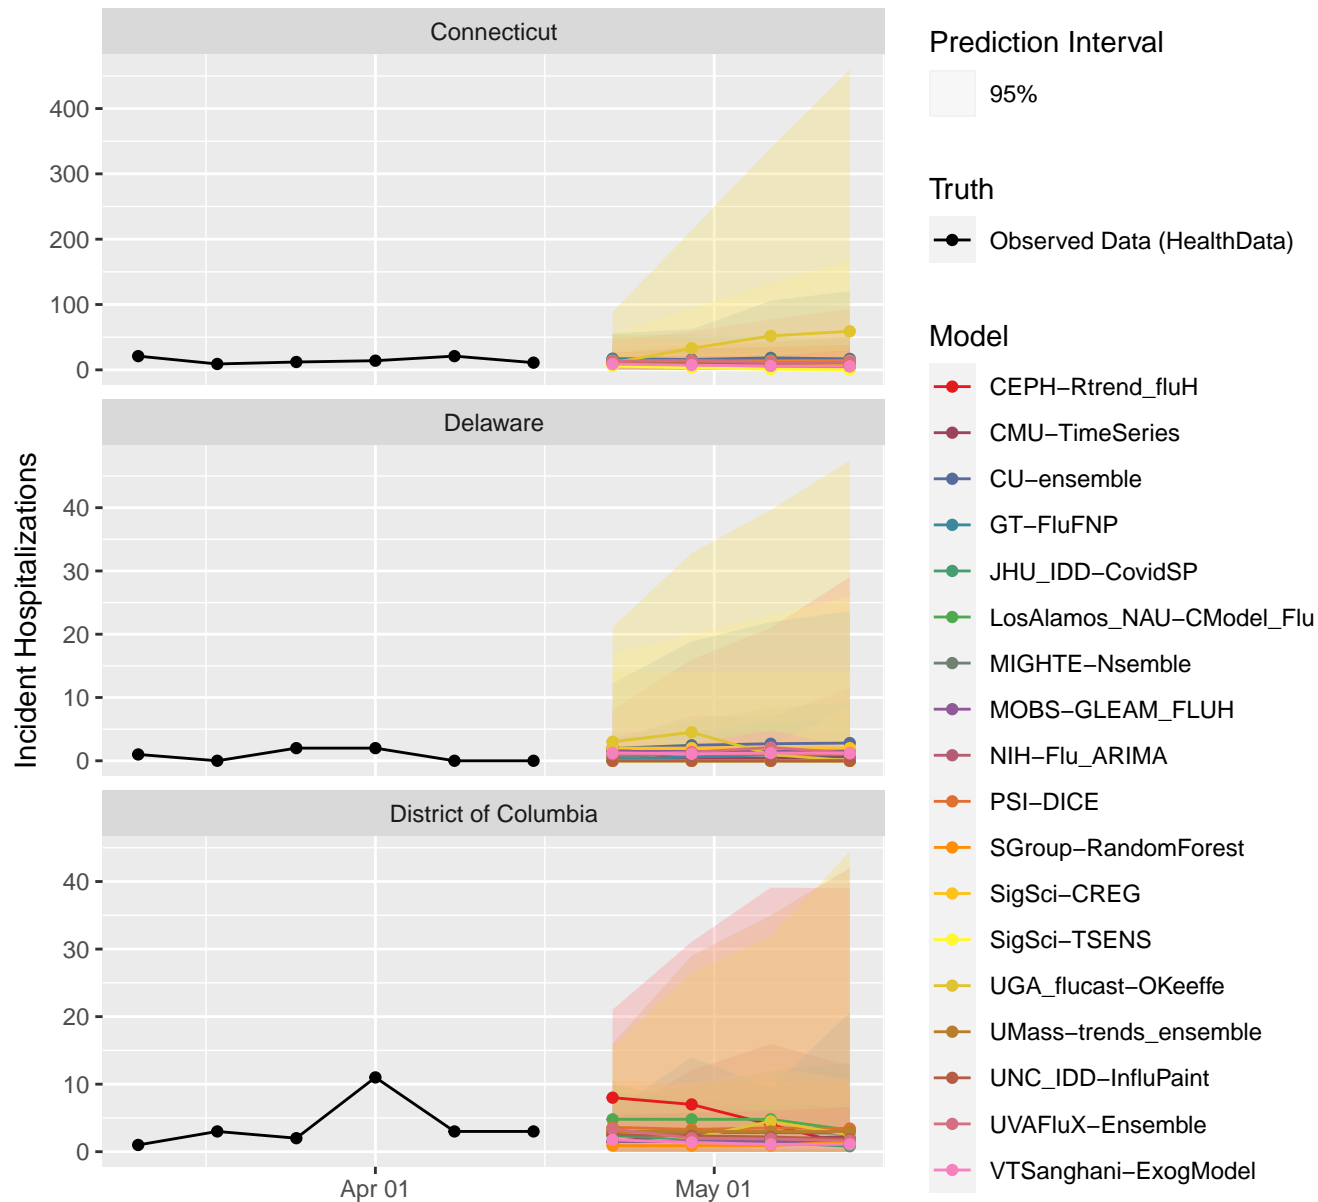 Connecticut
400
300
200
100
0
Delaware
40
30
20
10
0
District of Columbia
40
30
20
10
0
Apr 01
May 01
Incident Hospitalizations
Prediction Interval
95%
Truth
Observed Data (HealthData)
Model
CEPH−Rtrend_fluH
CMU−TimeSeries
CU−ensemble
GT−FluFNP
JHU_IDD−CovidSP
LosAlamos_NAU−CModel_Flu
MIGHTE−Nsemble
MOBS−GLEAM_FLUH
NIH−Flu_ARIMA
PSI−DICE
SGroup−RandomForest
SigSci−CREG
SigSci−TSENS
UGA_flucast−OKeeffe
UMass−trends_ensemble
UNC_IDD−InfluPaint
UVAFluX−Ensemble
VTSanghani−ExogModel